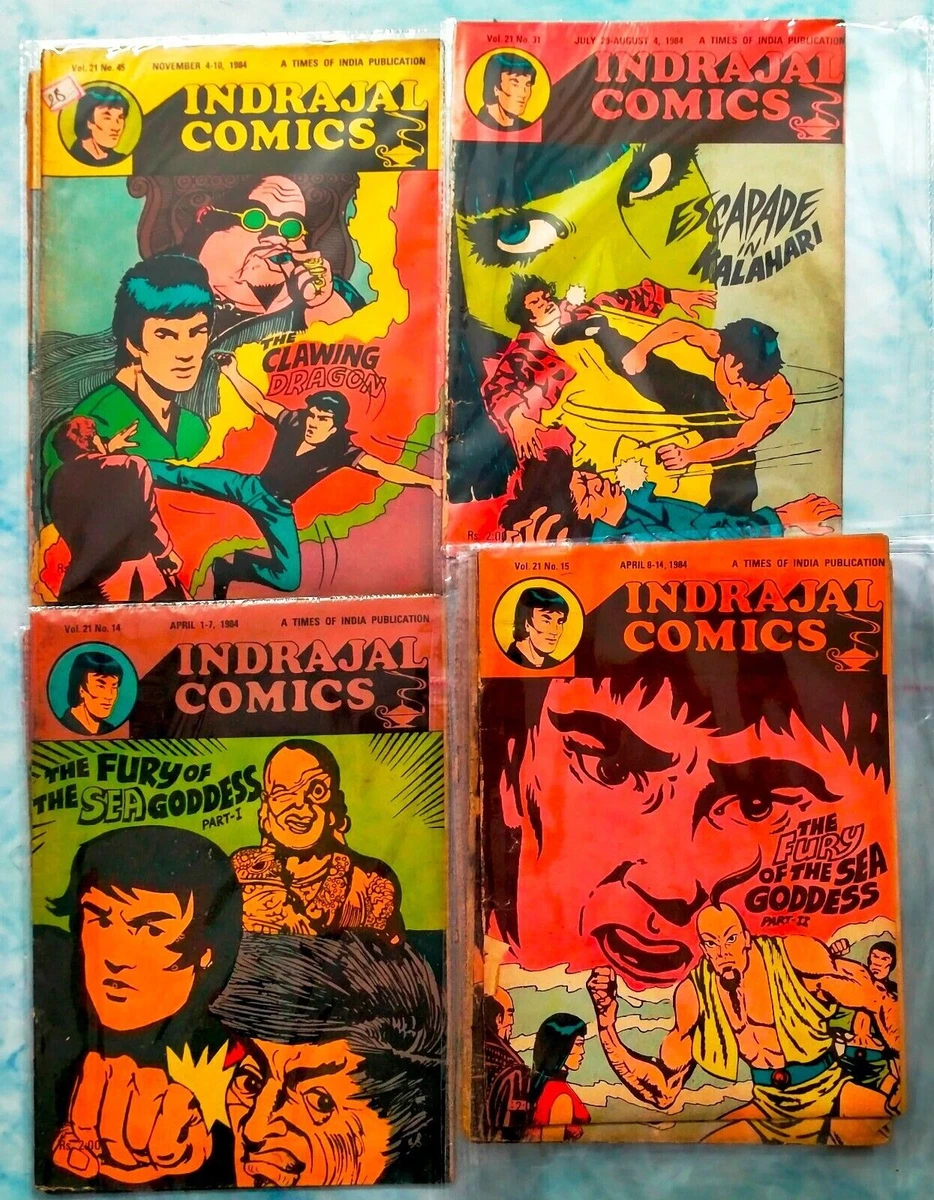 28
Vol. 21 No. 45 NOVEMBER 4-10, 1984 A TIMES OF INDIA PUBLICATION
INDRAJAL
COMICS
THE
CLAWING
DRAGON
Rs
Vol. 21 No. 31 JULY 29-AUGUST 4, 1984 A TIMES OF INDIA PUBLICATION
INDRAJAL
COMICS
ESCAPADE
IN
KALAHARI
Rs. 2.00
Vol. 21 No. 14 APRIL 1-7, 1984 A TIMES OF INDIA PUBLICATION
INDRAJAL
COMICS
THE FURY OF
THE SEA GODDESS
PART-I
Rs. 2.00
Vol. 21 No. 15 APRIL 8-14, 1984 A TIMES OF INDIA PUBLICATION
INDRAJAL
COMICS
THE
FURY
OF THE SEA
GODDESS
PART-II